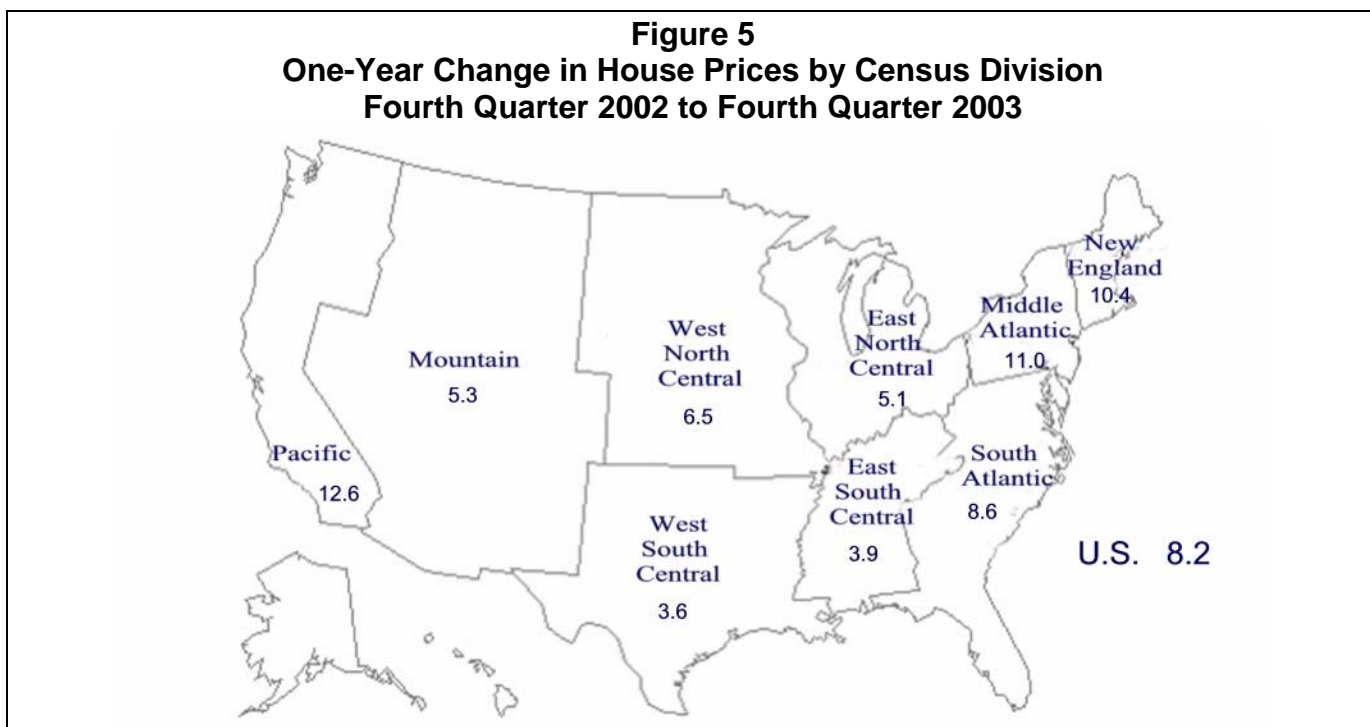 Figure 5
One-Year Change in House Prices by Census Division
Fourth Quarter 2002 to Fourth Quarter 2003
New
England
10.4
Middle
Atlantic
11.0
East
North
Central
5.1
West
North
Central
6.5
Mountain
5.3
Pacific
12.6
East
South
Central
3.9
South
Atlantic
8.6
West
South
Central
3.6
U.S. 8.2